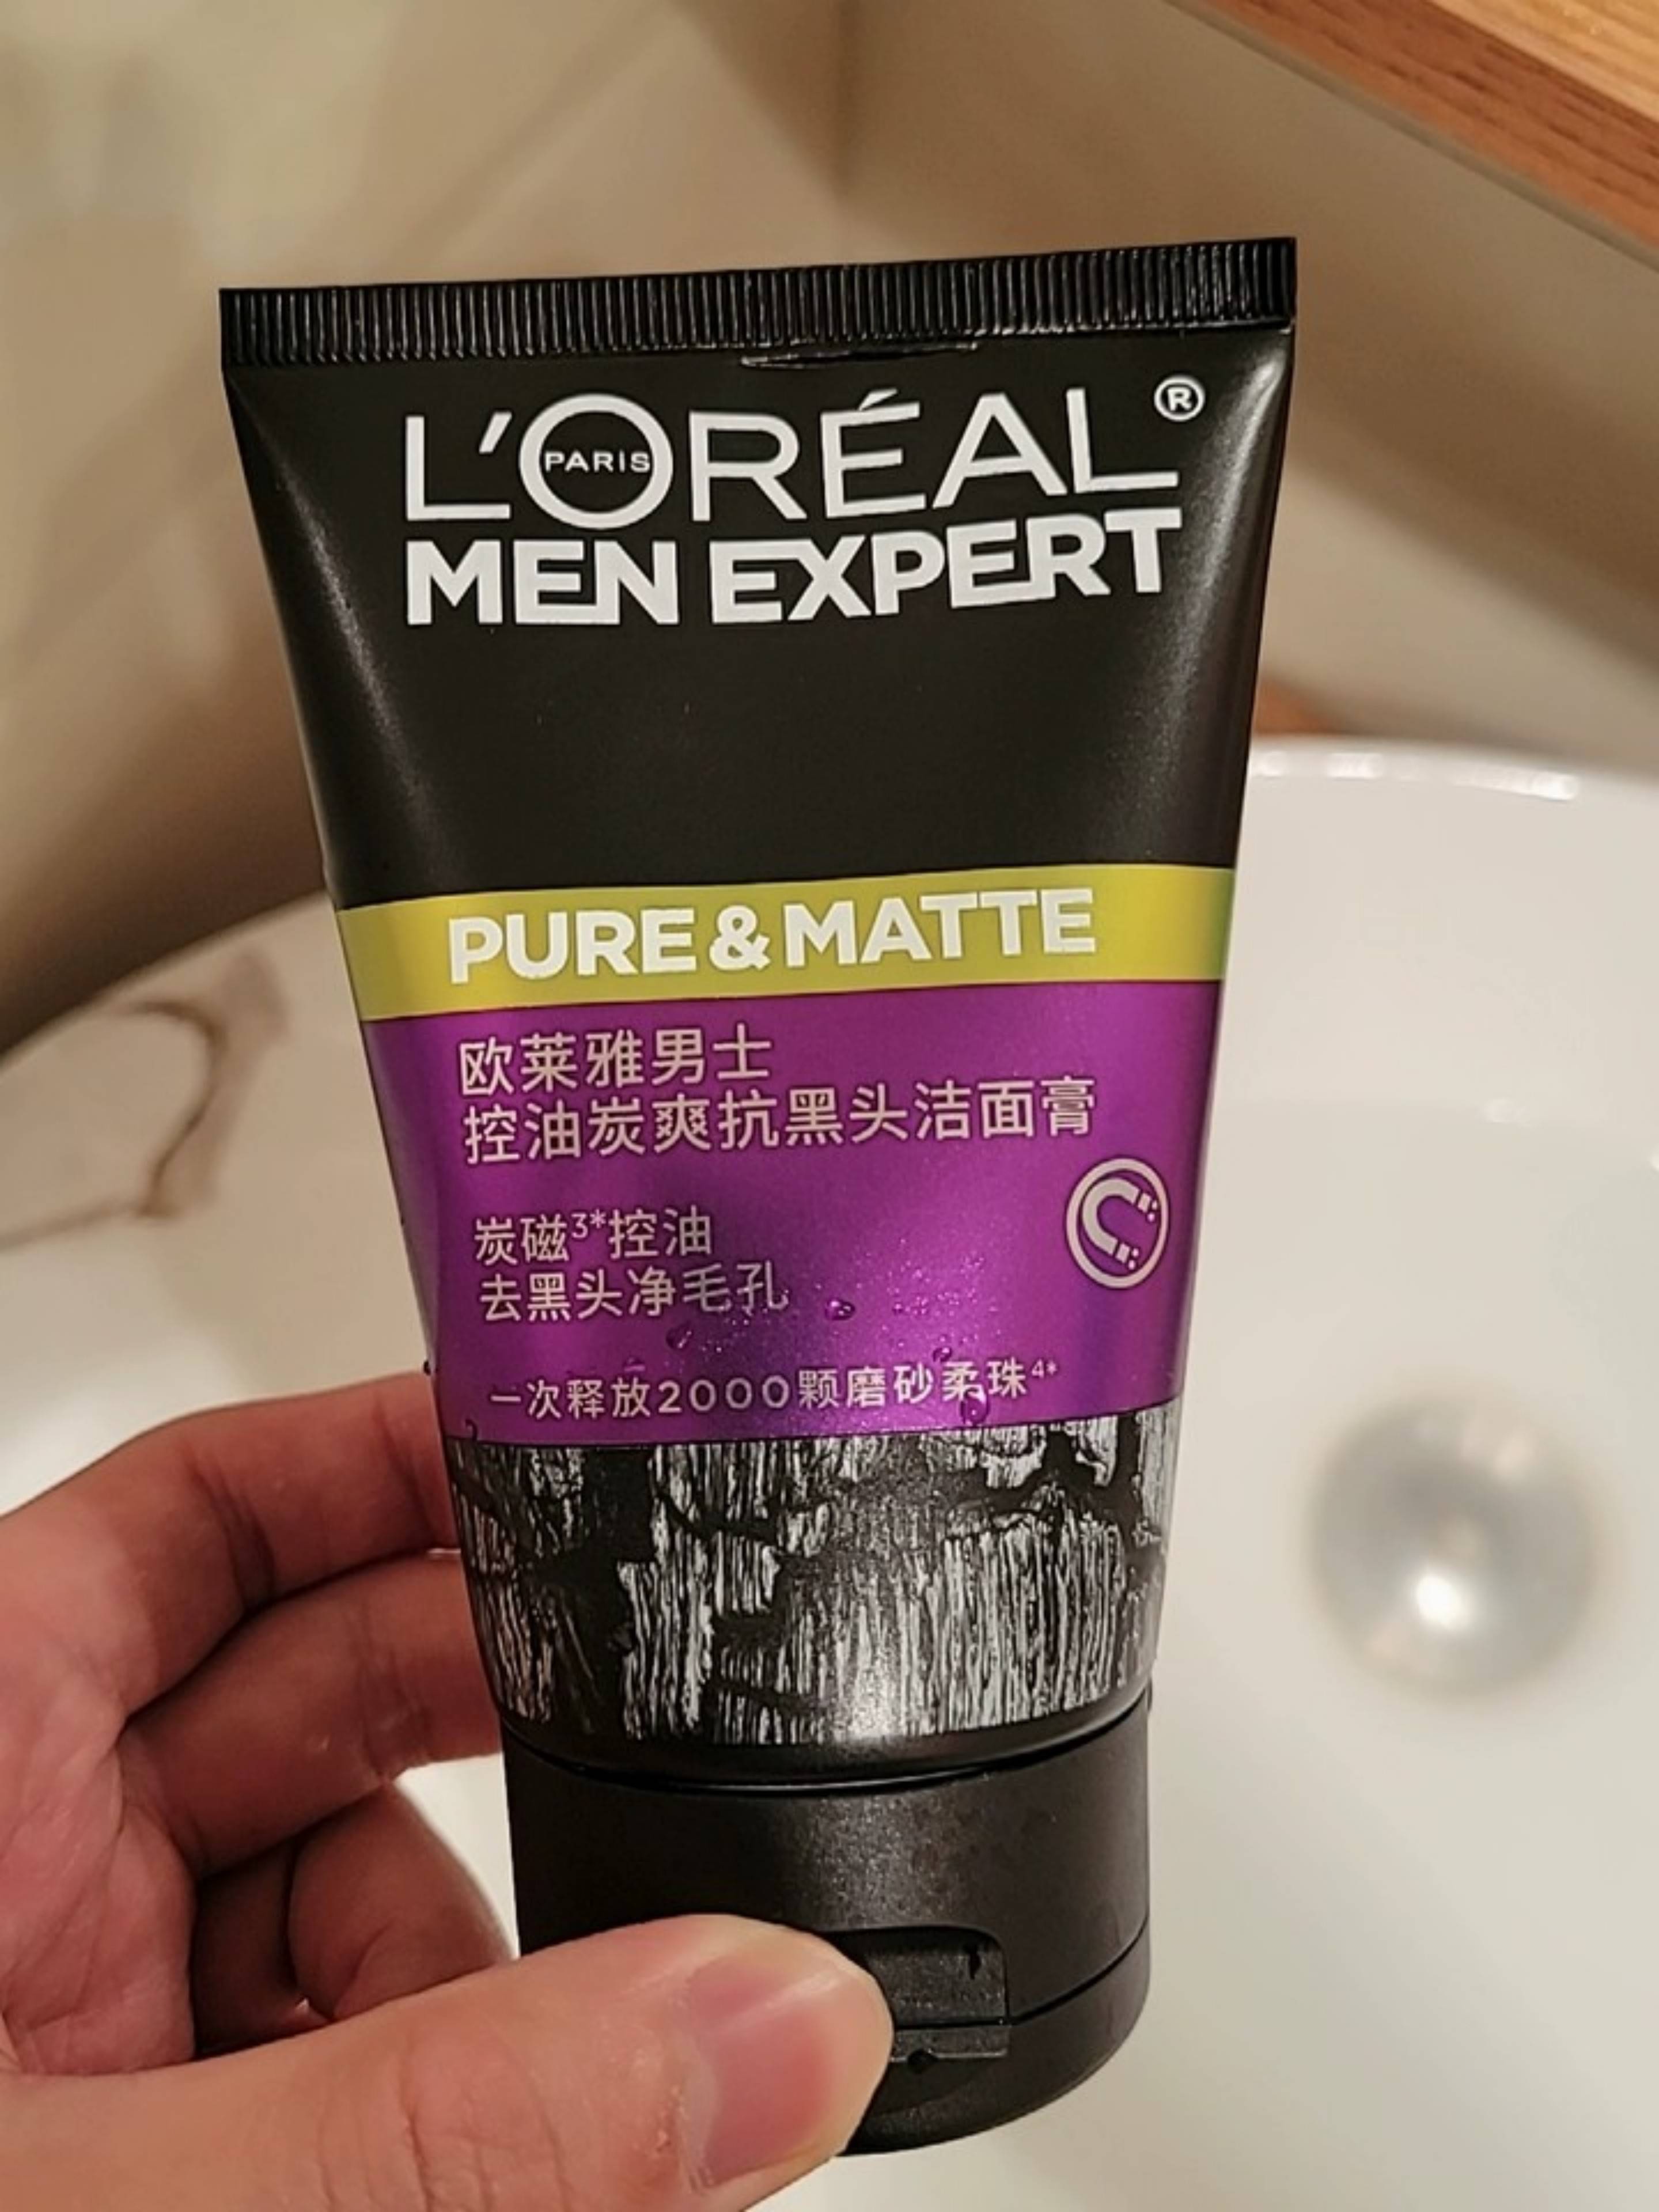 L'ORÉAL®
PARIS
MEN EXPERT
PURE & MATTE
欧莱雅男士
控油炭爽抗黑头洁面膏
炭磁3*控油
去黑头净毛孔
一次释放2000颗磨砂柔珠4*